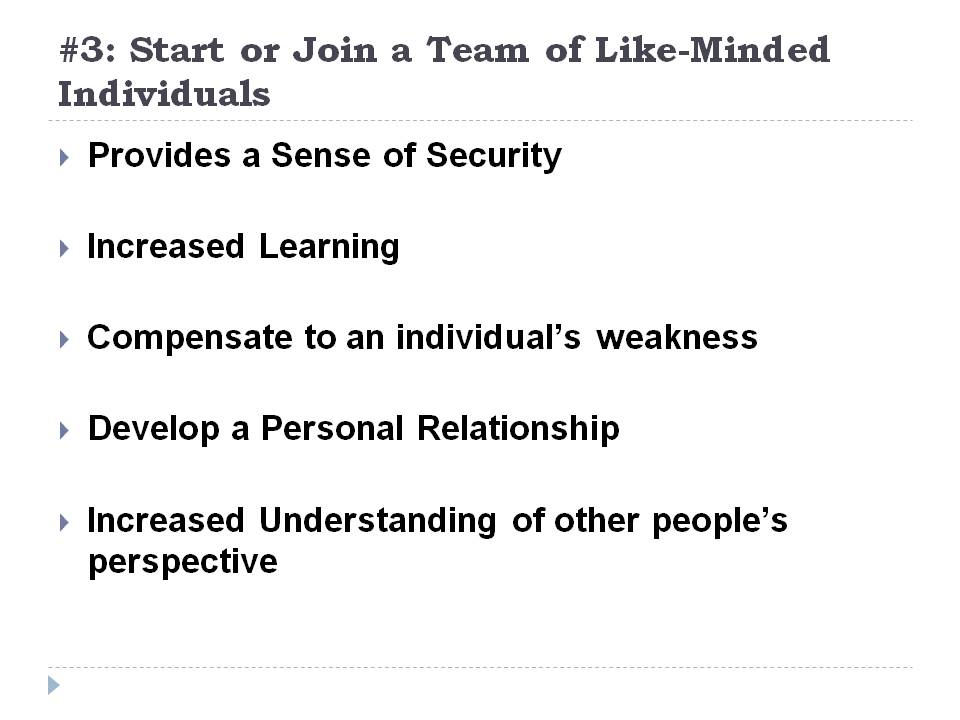 #3: Start or Join a Team of Like-Minded
Individuals
Provides a Sense of Security
Increased Learning
Compensate to an individual’s weakness
Develop a Personal Relationship
Increased Understanding of other people’s
perspective